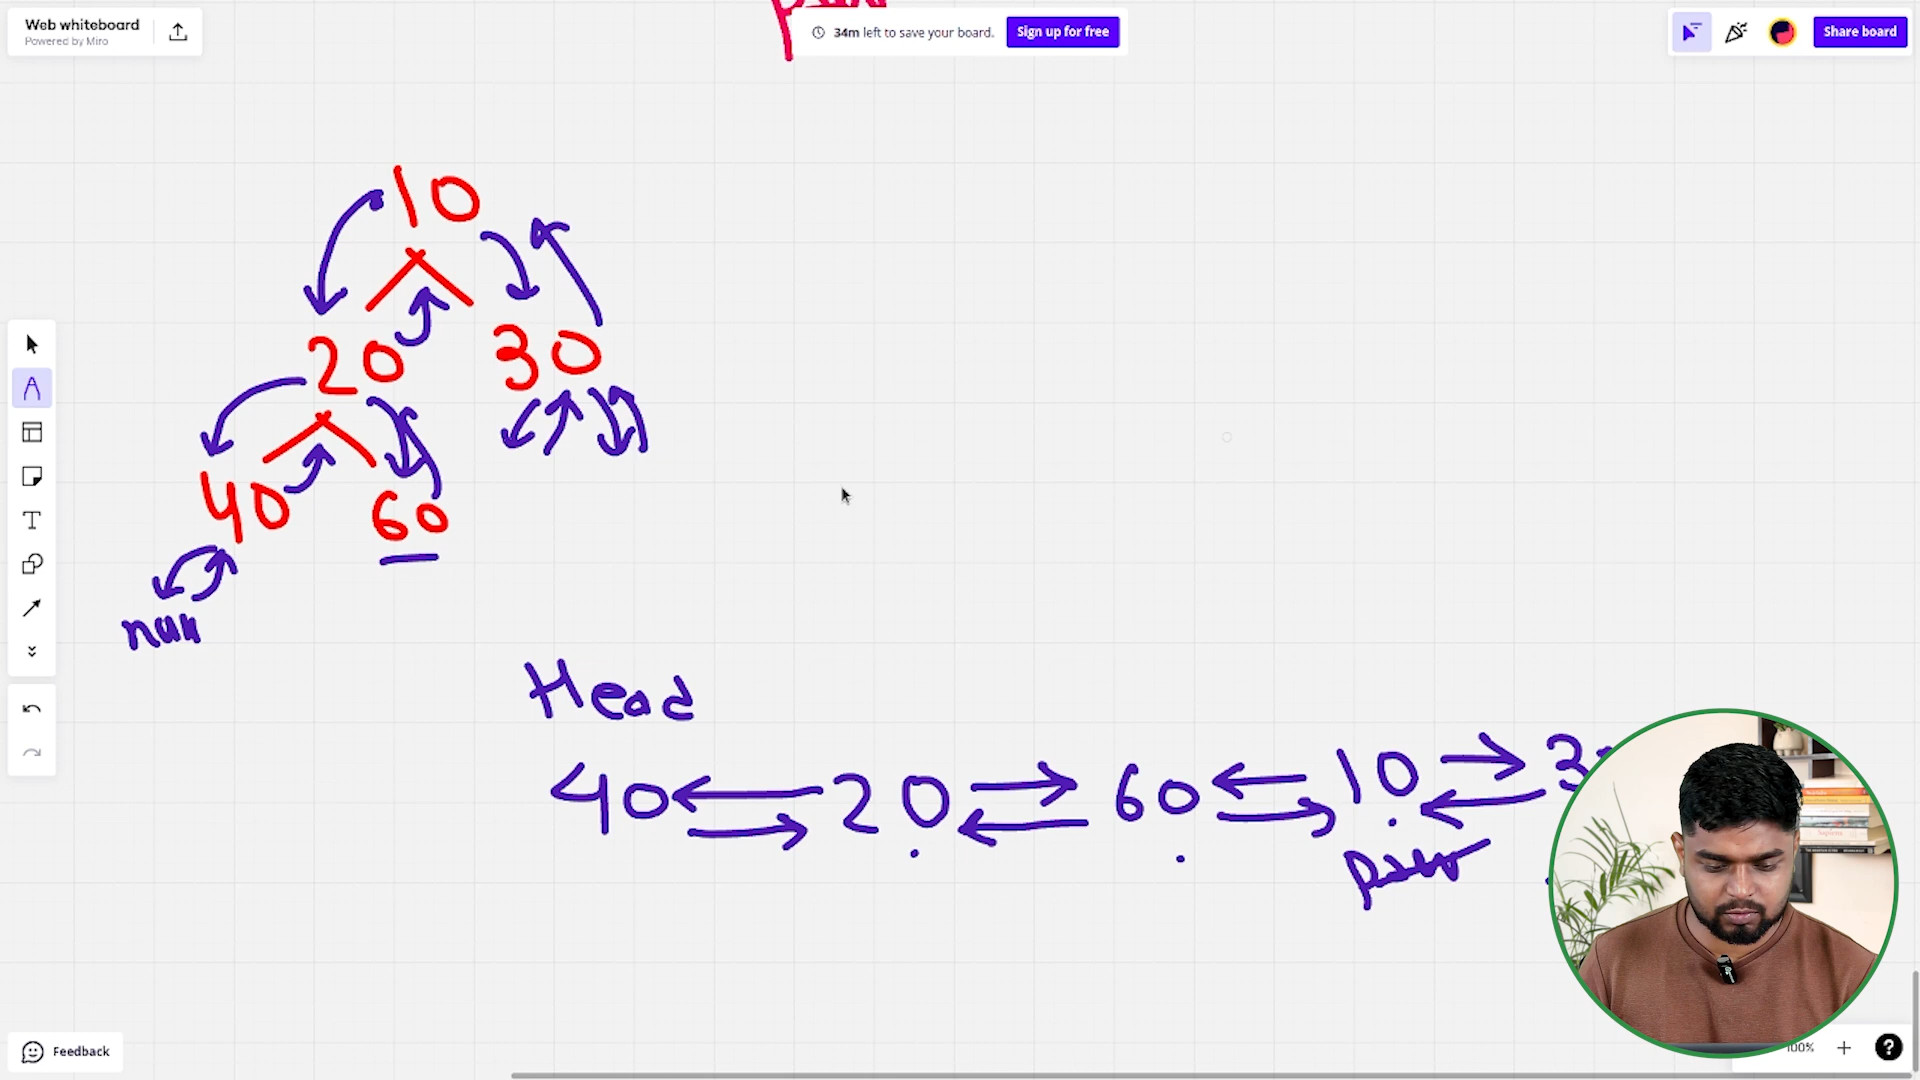 Web whiteboard
Powered by Miro
34m left to save your board.
Sign up for free
Share board
10
20 30
40 60
null
Head
40 20 60 10
T
Feedback
100%
?